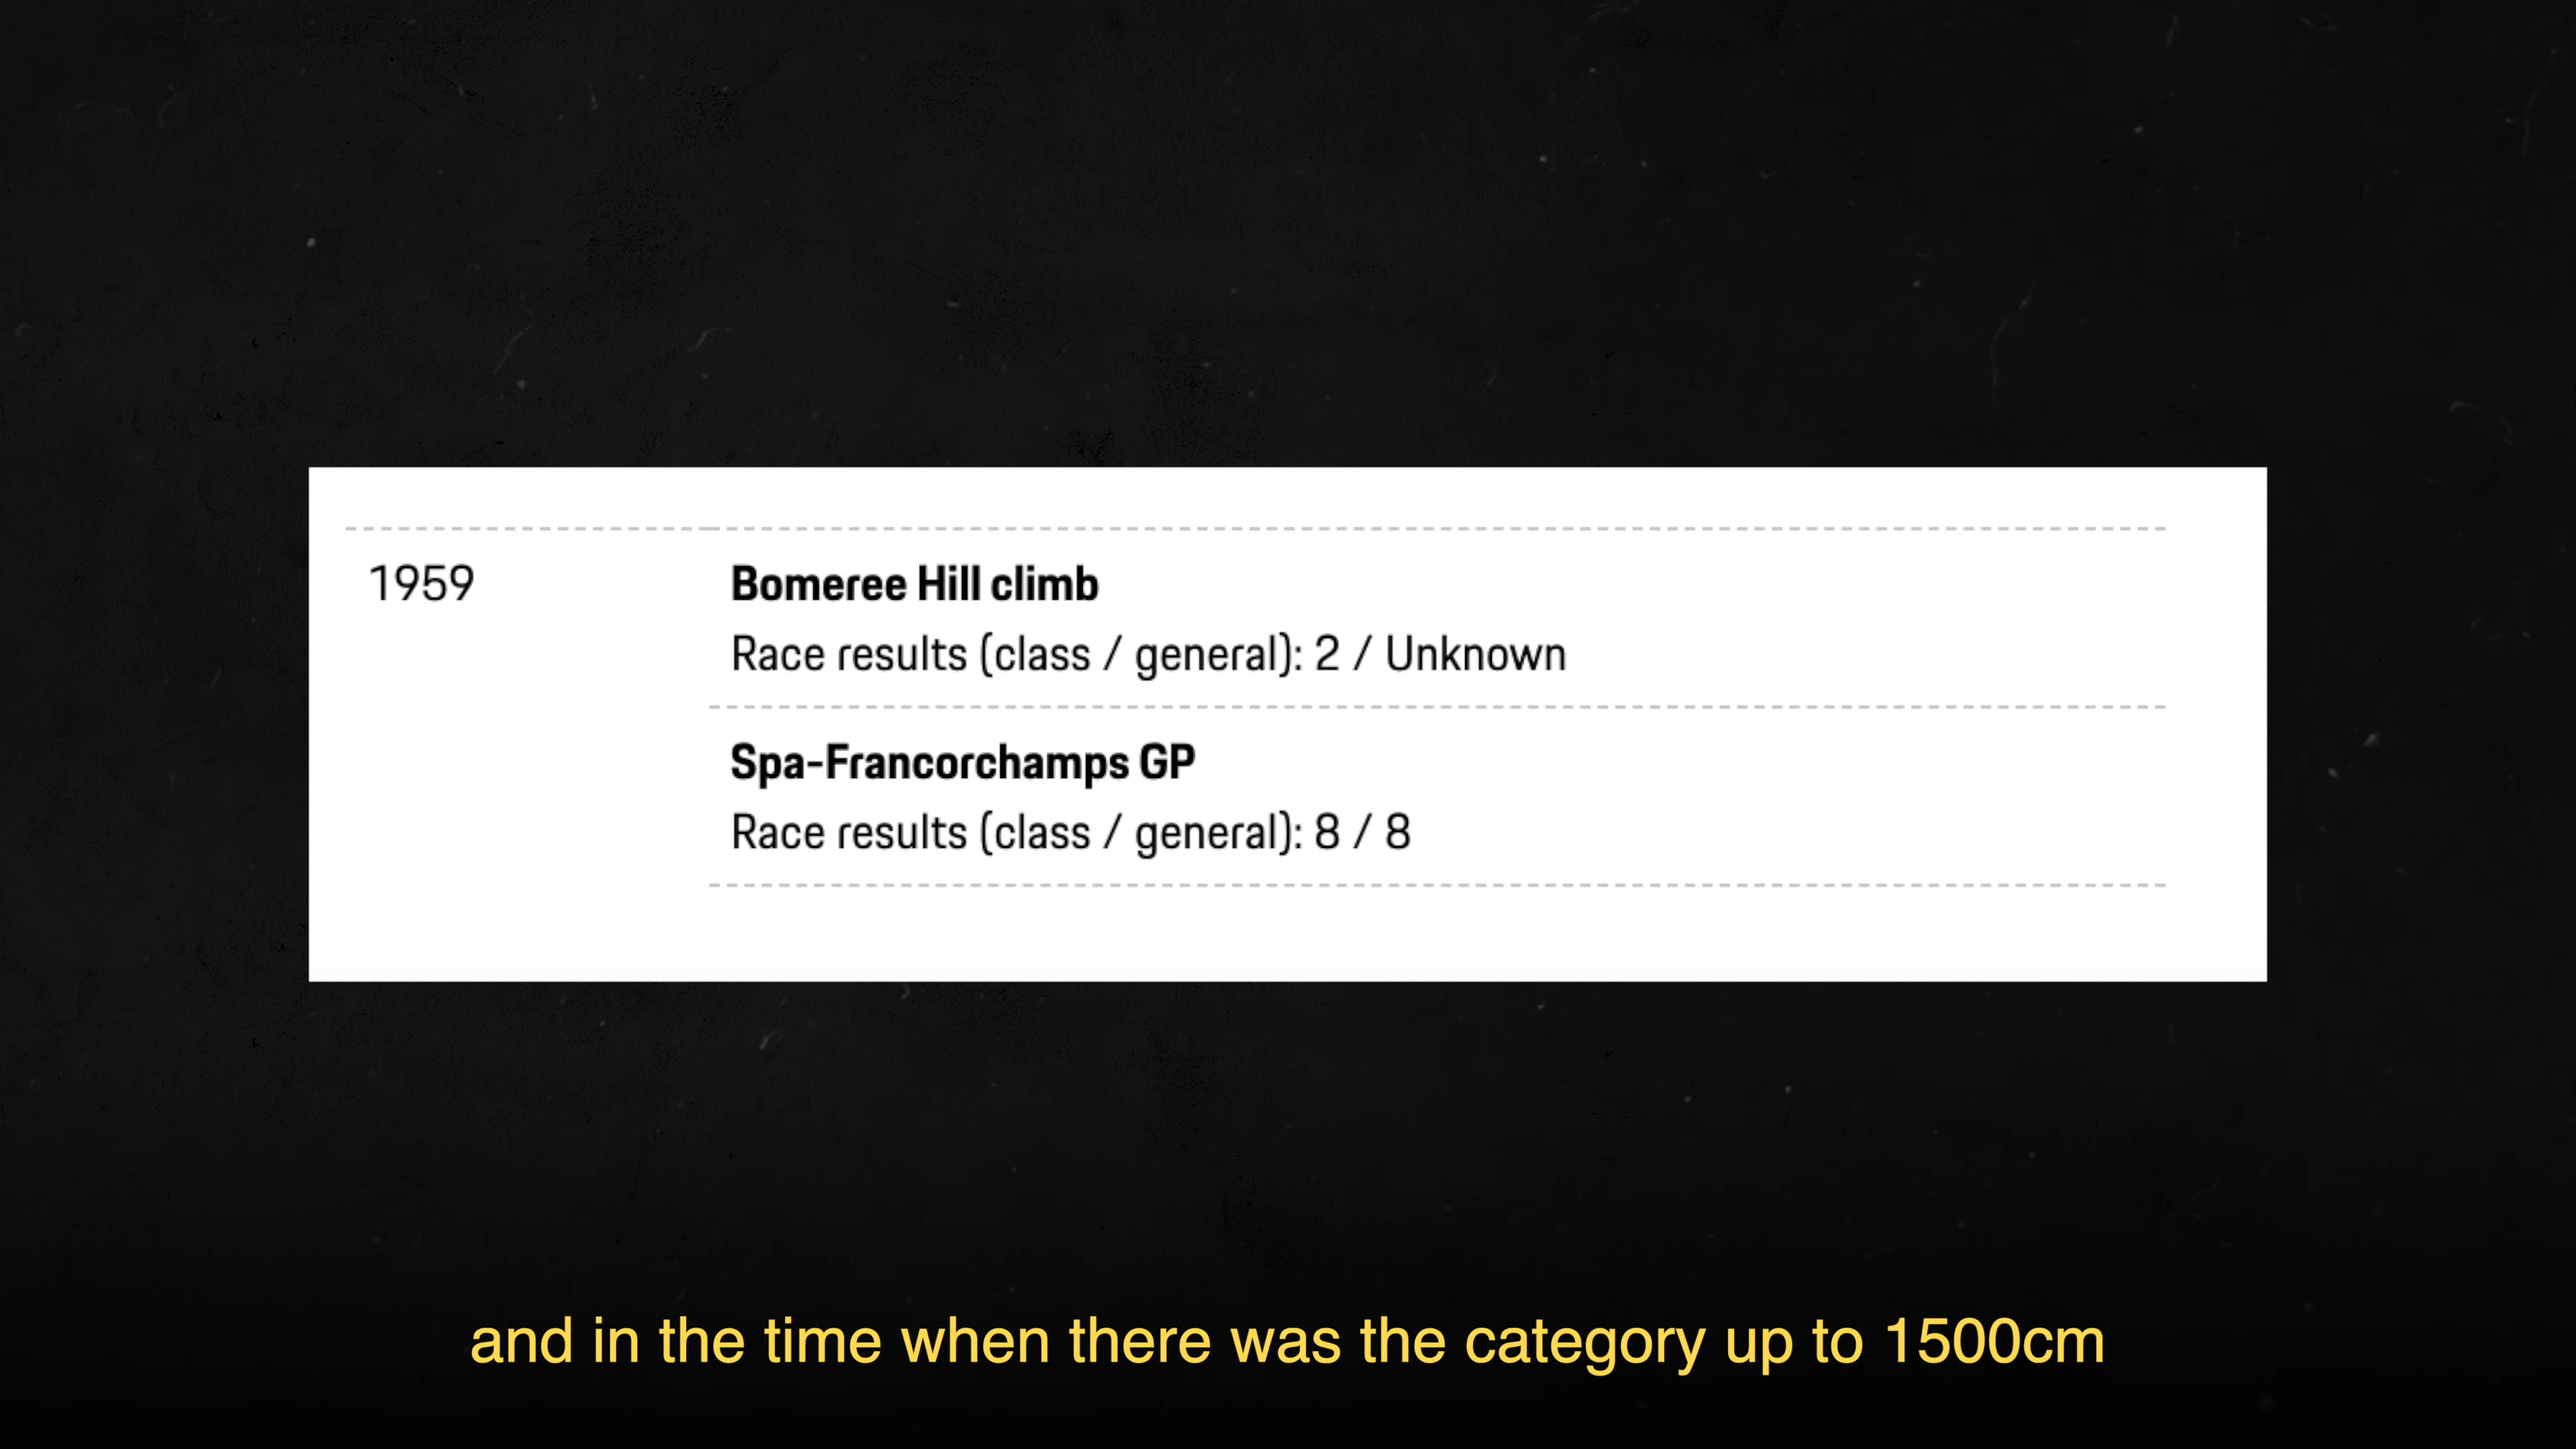 1959
Bomeree Hill climb
Race results (class / general): 2 / Unknown
Spa-Francorchamps GP
Race results (class / general): 8 / 8
and in the time when there was the category up to 1500cm